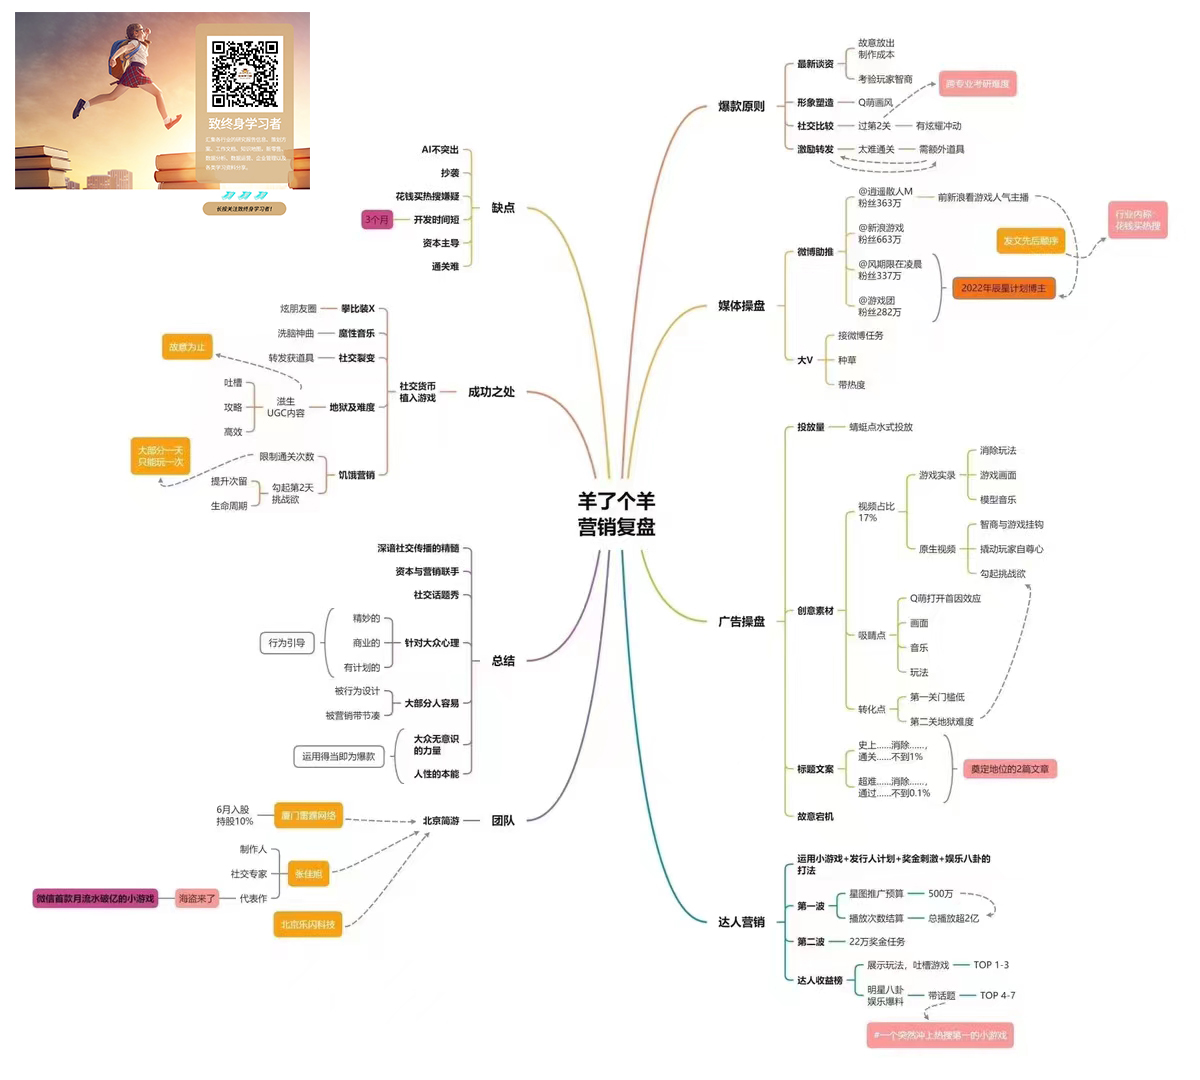 致终身学习者
长按关注致终身学习者!
羊了个羊
营销复盘
爆款原则
最新谈资
故意放出
制作成本
考验玩家智商
形象塑造
Q萌画风
跨专业考研难度
社交比较
过第2关
有炫耀冲动
激励转发
太难通关
需额外道具
媒体操盘
微博助推
@逍遥散人M
粉丝363万
前新浪看游戏人气主播
@新浪游戏
粉丝663万
@风期限在凌晨
粉丝337万
@游戏团
粉丝282万
2022年辰星计划博主
发文先后顺序
行业内称
花钱买热搜
大V
接微博任务
种草
带热度
广告操盘
投放量
蜻蜓点水式投放
创意素材
视频占比
17%
游戏实录
消除玩法
游戏画面
模型音乐
原生视频
智商与游戏挂钩
撬动玩家自尊心
勾起挑战欲
吸睛点
Q萌打开首因效应
画面
音乐
玩法
转化点
第一关门槛低
第二关地狱难度
标题文案
史上……消除……,
通关……不到1%
超难……消除……,
通过……不到0.1%
奠定地位的2篇文章
故意宕机
达人营销
运用小游戏+发行人计划+奖金刺激+娱乐八卦的
打法
第一波
星图推广预算
500万
播放次数结算
总播放超2亿
第二波
22万奖金任务
达人收益榜
展示玩法，吐槽游戏
TOP 1-3
明星八卦
娱乐爆料
带话题
TOP 4-7
#一个突然冲上热搜第一的小游戏
缺点
AI不突出
抄袭
花钱买热搜嫌疑
开发时间短
3个月
资本主导
通关难
成功之处
社交货币
植入游戏
攀比装X
炫朋友圈
魔性音乐
洗脑神曲
社交裂变
转发获道具
地狱及难度
洪生
UGC内容
故意为止
吐槽
攻略
高效
饥饿营销
限制通关次数
大部分一天
只能玩一次
勾起第2天
挑战欲
提升次留
生命周期
总结
深谙社交传播的精髓
资本与营销联手
社交话题秀
针对大众心理
精妙的
商业的
有计划的
行为引导
大部分人容易
被行为设计
被营销带节凑
大众无意识
的力量
人性的本能
运用得当即为爆款
团队
北京简游
厦门雷霆网络
6月入股
持股10%
张佳旭
制作人
社交专家
代表作
海盗来了
微信首款月流水破亿的小游戏
北京乐闪科技